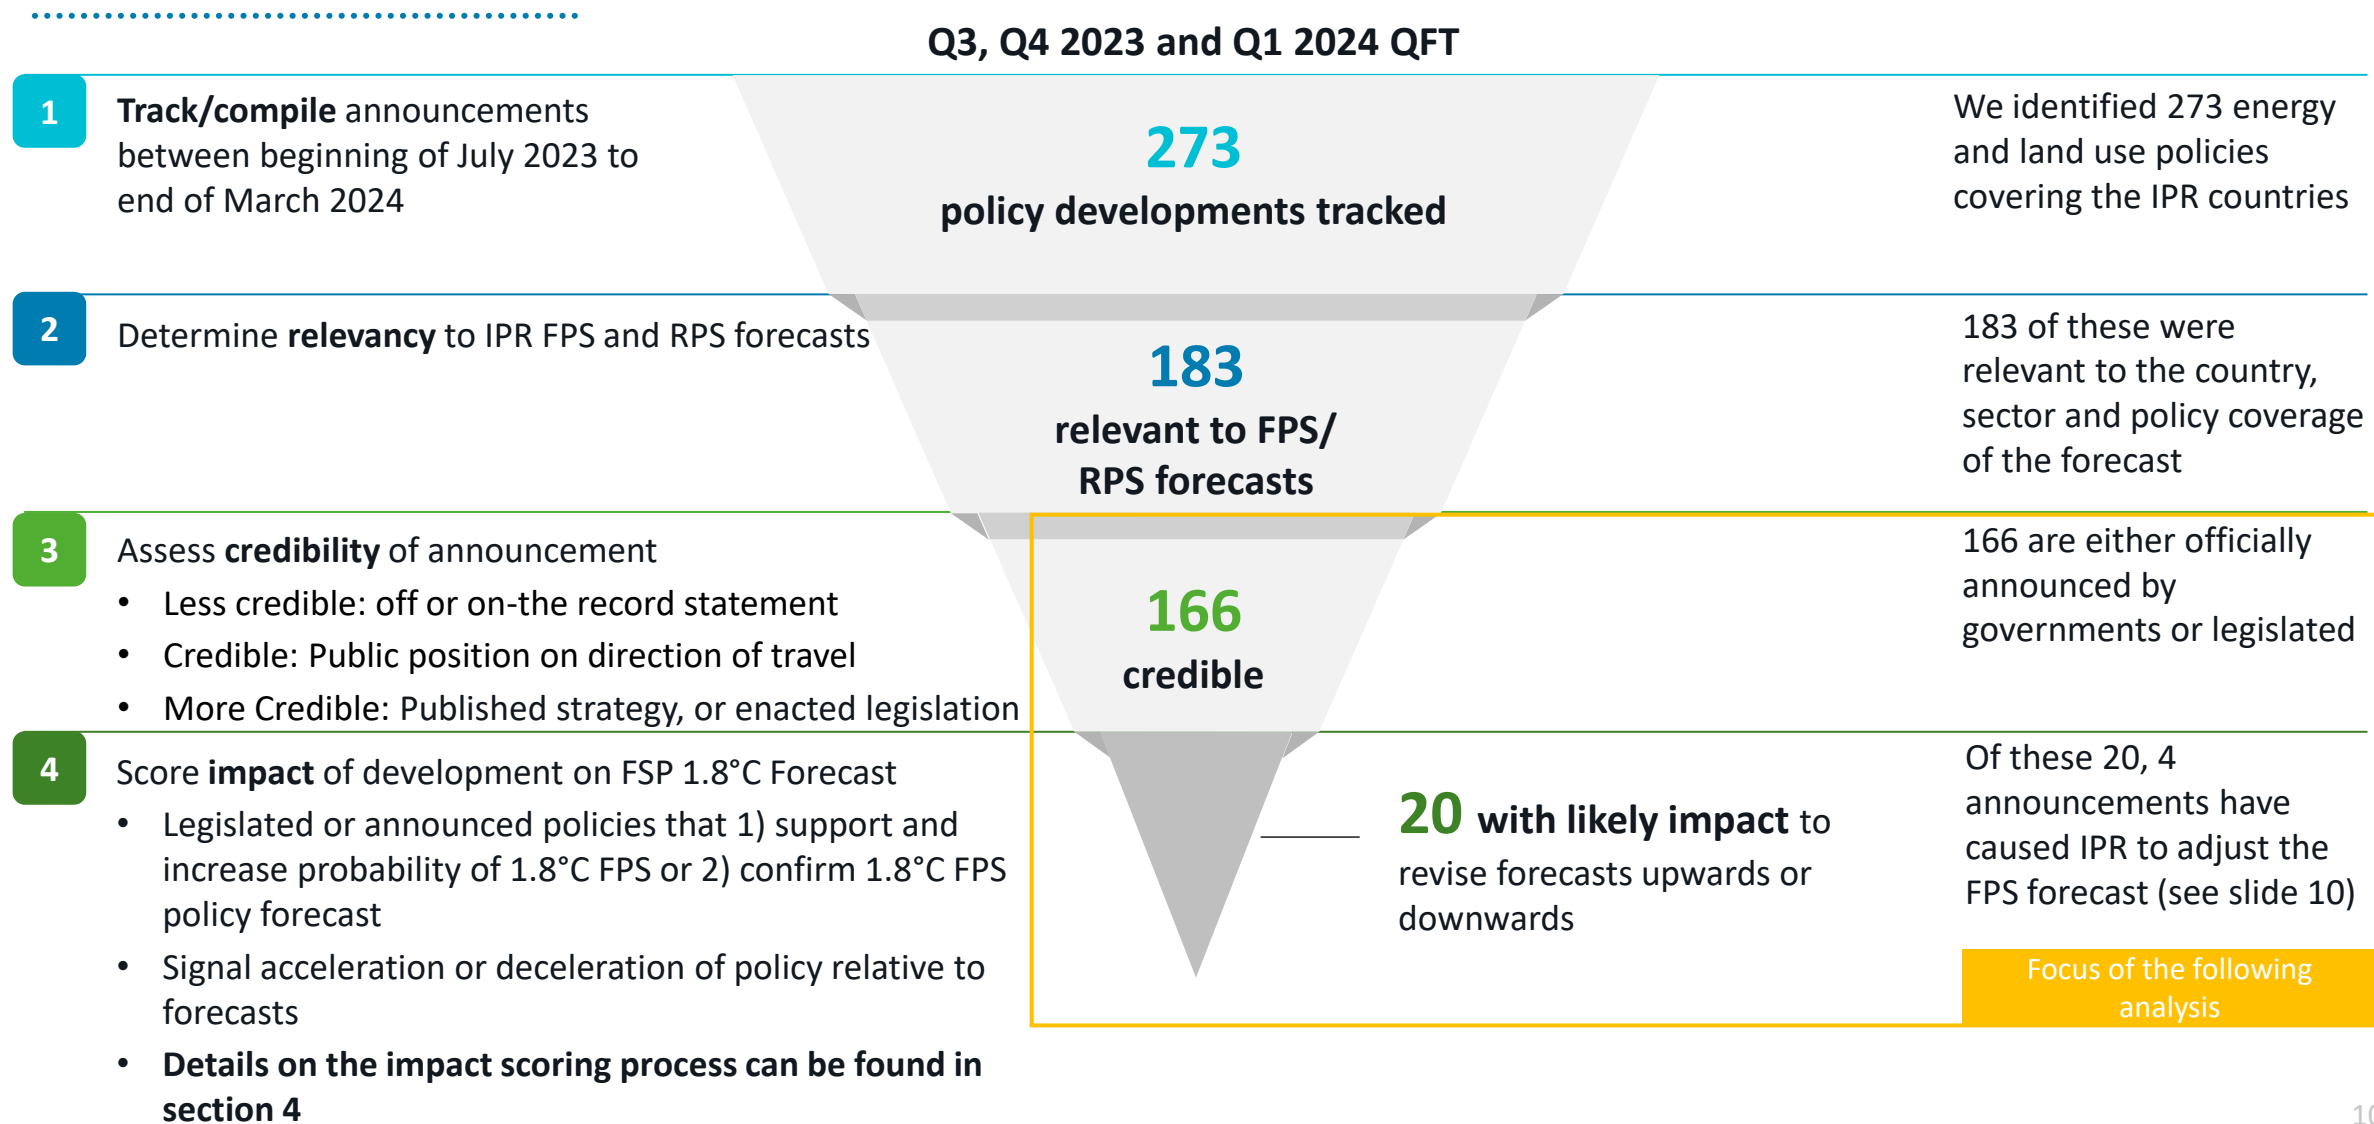 Q3, Q4 2023 and Q1 2024 QFT
1
Track/compile announcements
between beginning of July 2023 to
end of March 2024
273
policy developments tracked
We identified 273 energy
and land use policies
covering the IPR countries
2
Determine relevancy to IPR FPS and RPS forecasts
183
relevant to FPS/
RPS forecasts
183 of these were
relevant to the country,
sector and policy coverage
of the forecast
3
Assess credibility of announcement
• Less credible: off or on-the record statement
• Credible: Public position on direction of travel
• More Credible: Published strategy, or enacted legislation
166
credible
166 are either officially
announced by
governments or legislated
4
Score impact of development on FSP 1.8°C Forecast
• Legislated or announced policies that 1) support and
increase probability of 1.8°C FPS or 2) confirm 1.8°C FPS
policy forecast
• Signal acceleration or deceleration of policy relative to
forecasts
• Details on the impact scoring process can be found in
section 4
20 with likely impact to
revise forecasts upwards or
downwards
Of these 20, 4
announcements have
caused IPR to adjust the
FPS forecast (see slide 10)
Focus of the following
analysis
10